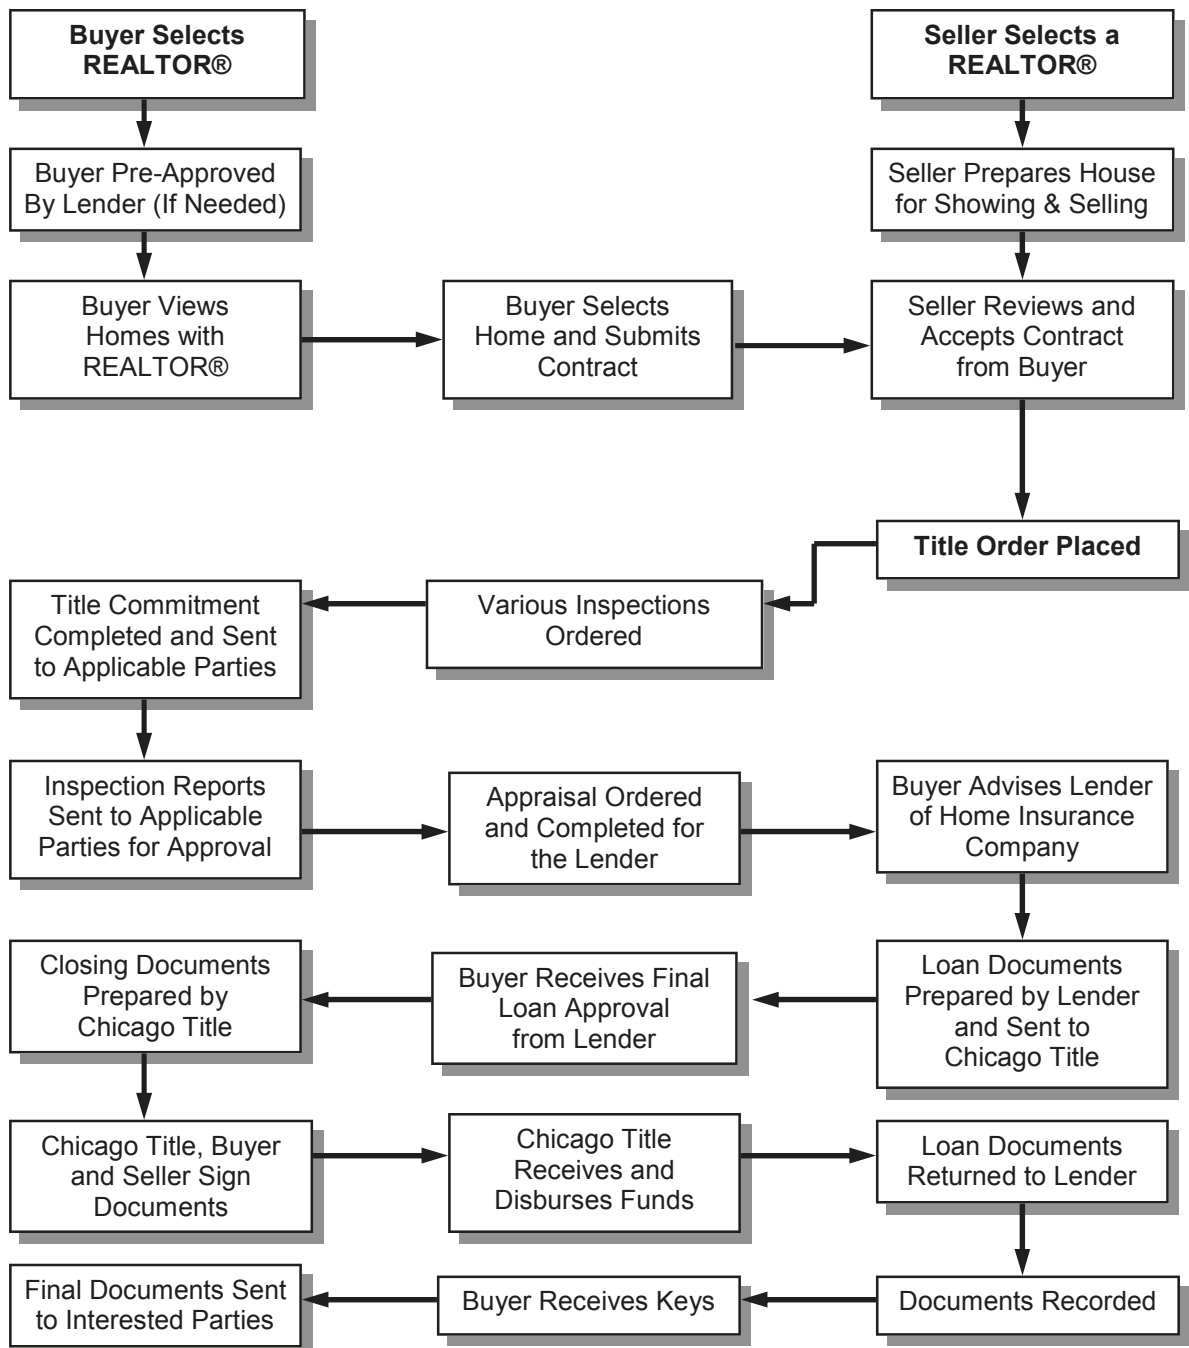 Buyer Selects
REALTOR®
Seller Selects a
REALTOR®
Buyer Pre-Approved
By Lender (If Needed)
Seller Prepares House
for Showing & Selling
Buyer Views
Homes with
REALTOR®
Buyer Selects
Home and Submits
Contract
Seller Reviews and
Accepts Contract
from Buyer
Title Order Placed
Various Inspections
Ordered
Title Commitment
Completed and Sent
to Applicable Parties
Inspection Reports
Sent to Applicable
Parties for Approval
Appraisal Ordered
and Completed for
the Lender
Buyer Advises Lender
of Home Insurance
Company
Loan Documents
Prepared by Lender
and Sent to
Chicago Title
Buyer Receives Final
Loan Approval
from Lender
Closing Documents
Prepared by
Chicago Title
Chicago Title, Buyer
and Seller Sign
Documents
Chicago Title
Receives and
Disburses Funds
Loan Documents
Returned to Lender
Documents Recorded
Buyer Receives Keys
Final Documents Sent
to Interested Parties